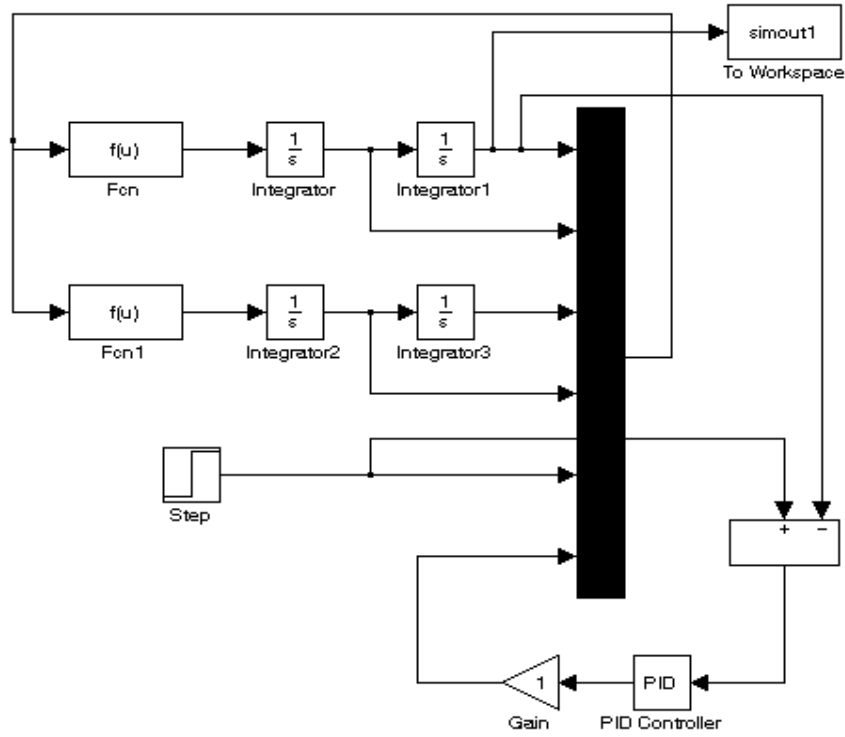 simout1
To Workspace
f(u)
1
s
1
s
Fcn
Integrator
Integrator1
f(u)
1
s
1
s
Fcn1
Integrator2
Integrator3
Step
+
−
1
PID
Gain
PID Controller